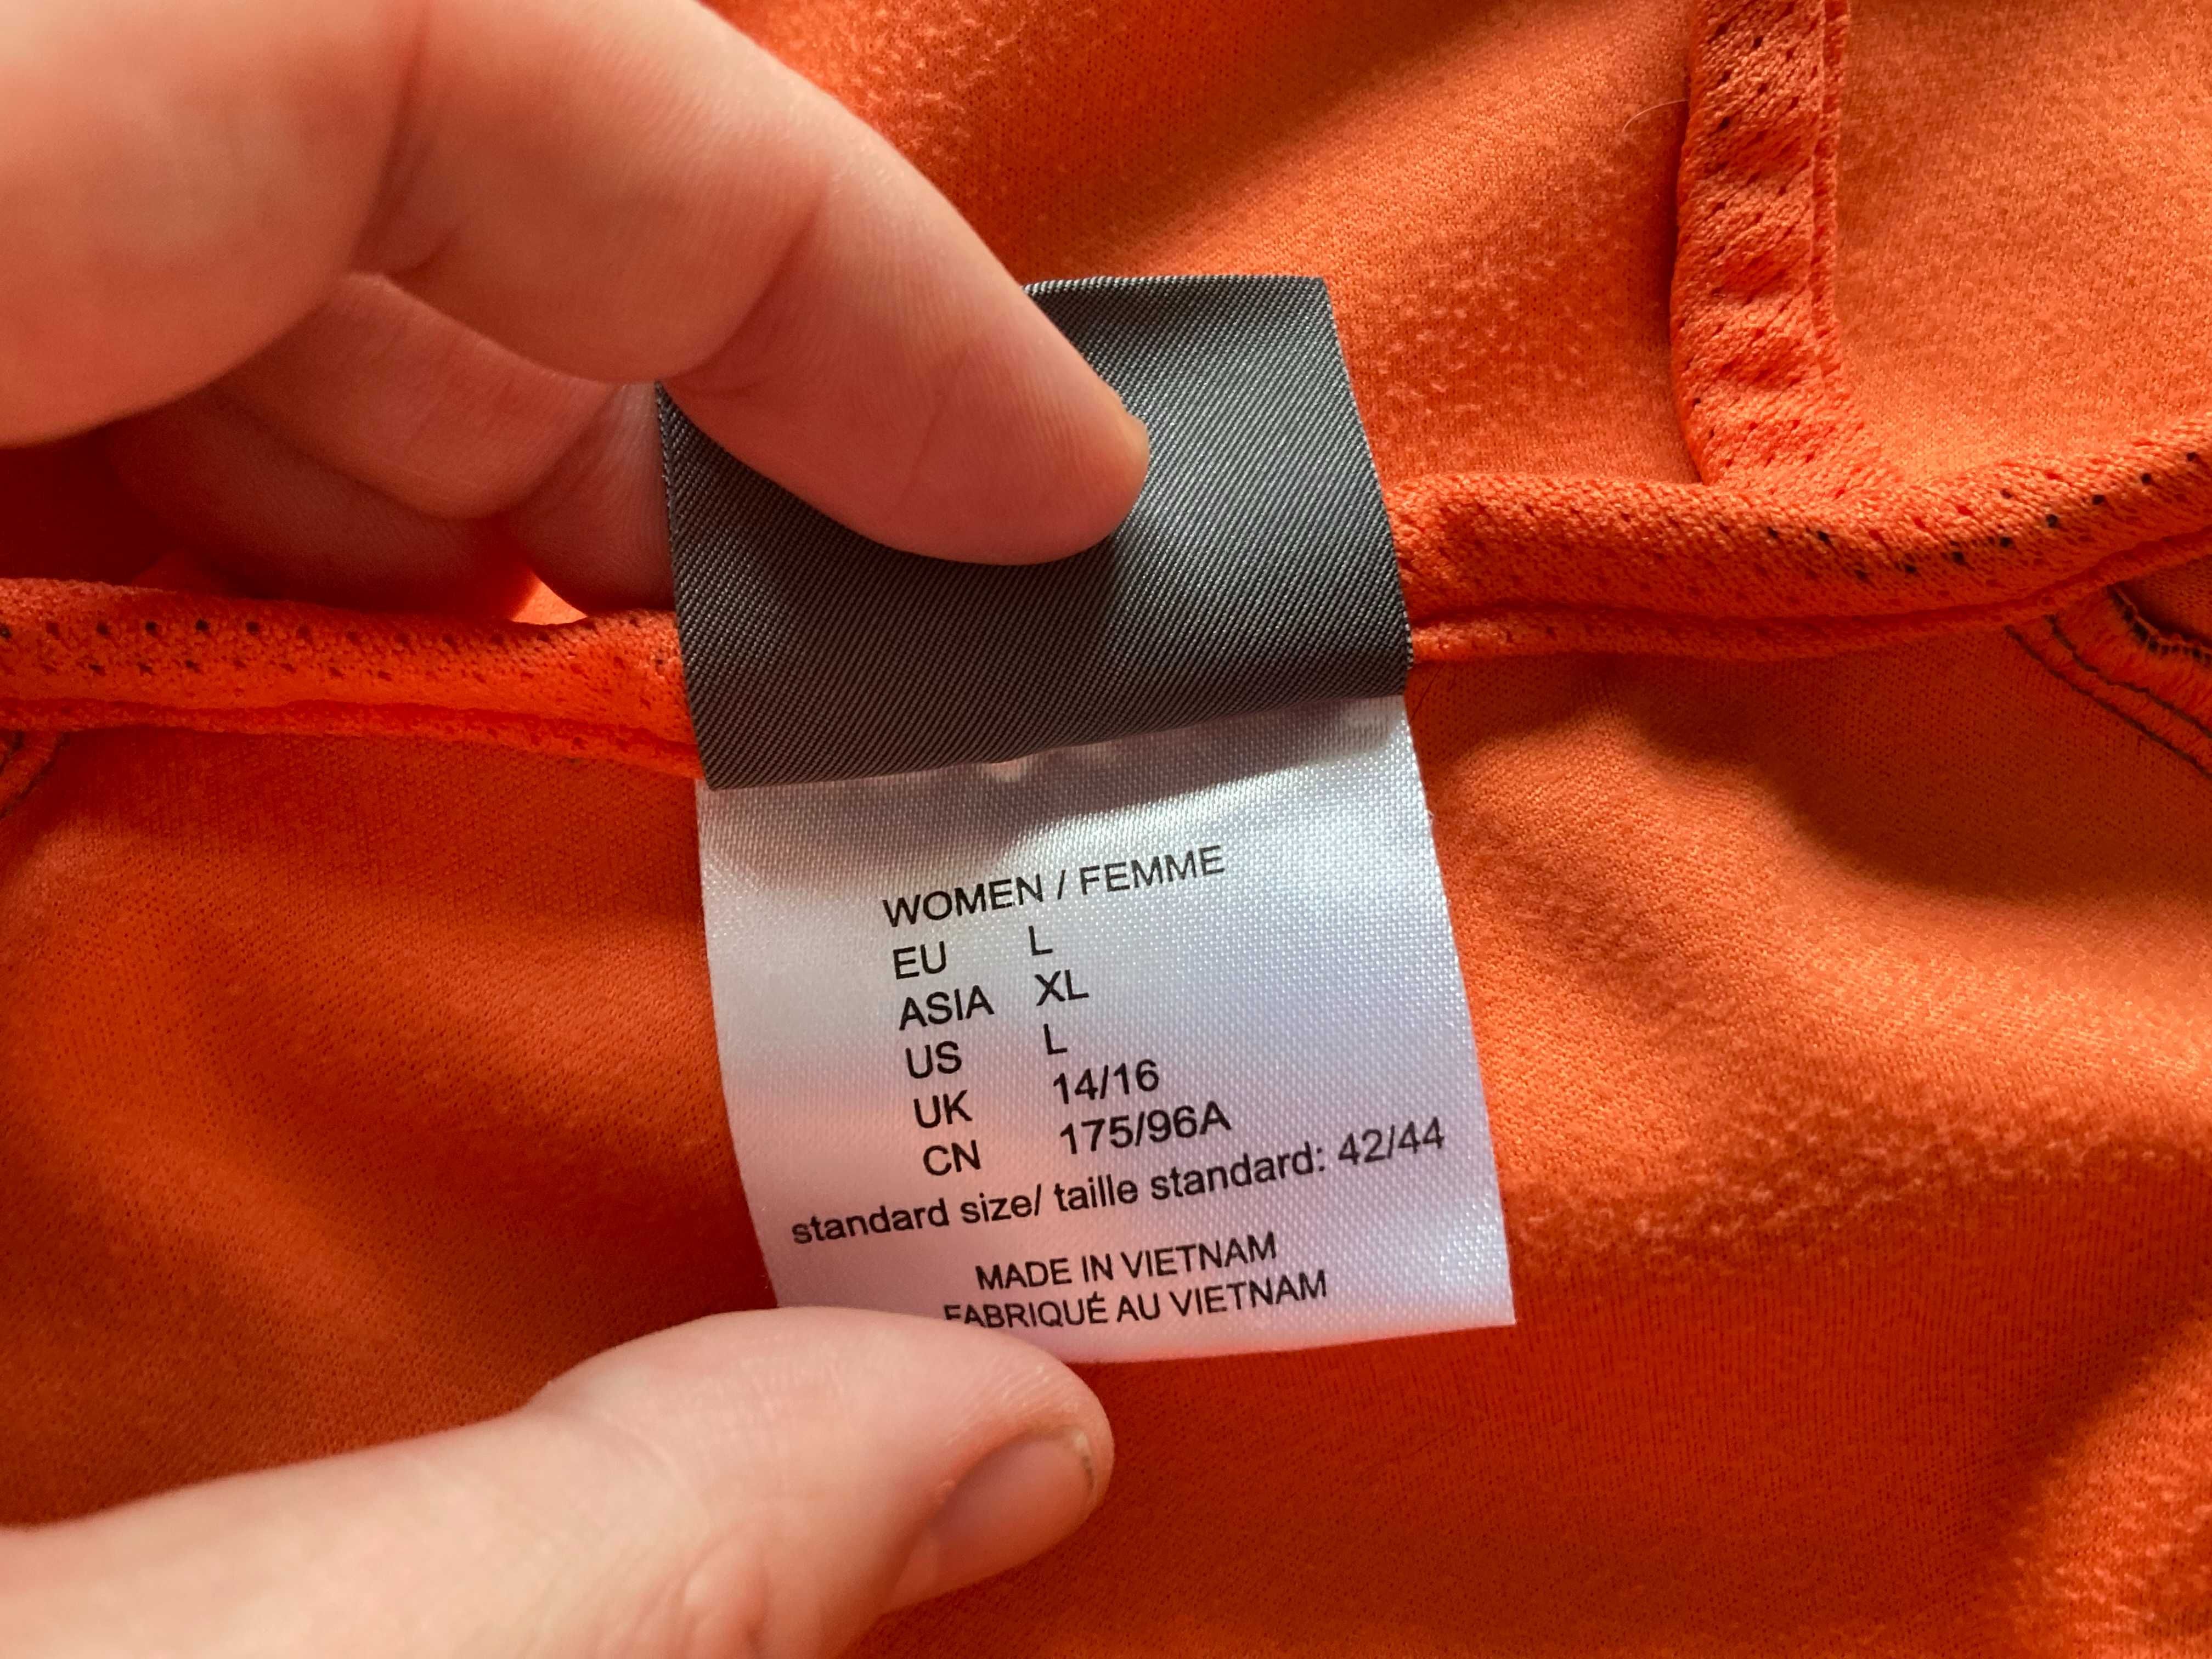 WOMEN / FEMME
EU L
ASIA XL
US L
UK 14/16
CN 175/96A
standard size/ taille standard: 42/44
MADE IN VIETNAM
FABRIQUÉ AU VIETNAM